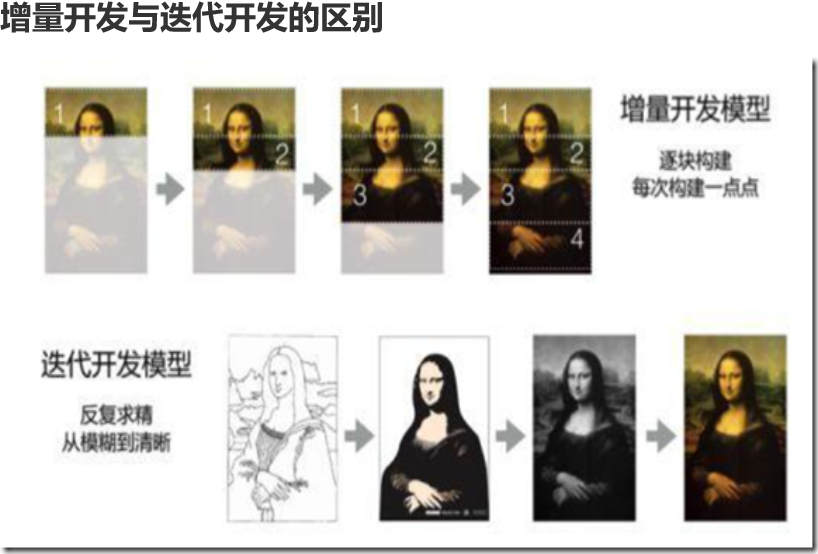 增量开发与迭代开发的区别
1
1
2
1
2
3
1
2
3
4
增量开发模型
逐块构建
每次构建一点点
迭代开发模型
反复求精
从模糊到清晰